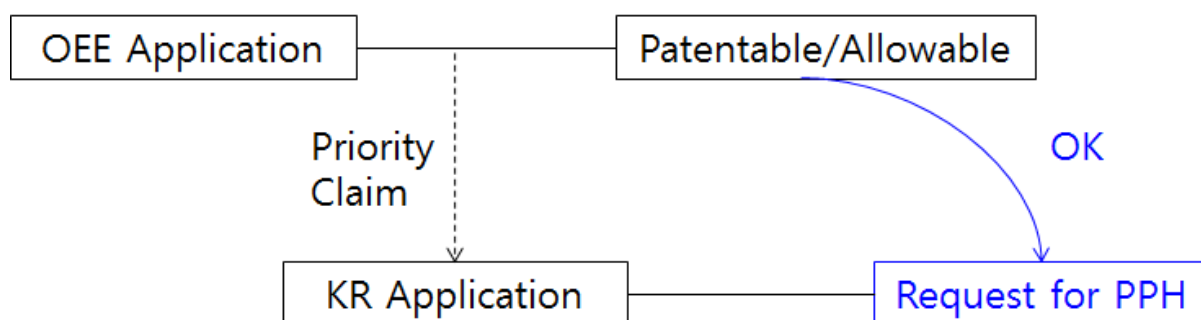 OEE Application
Patentable/Allowable
Priority
Claim
OK
KR Application
Request for PPH